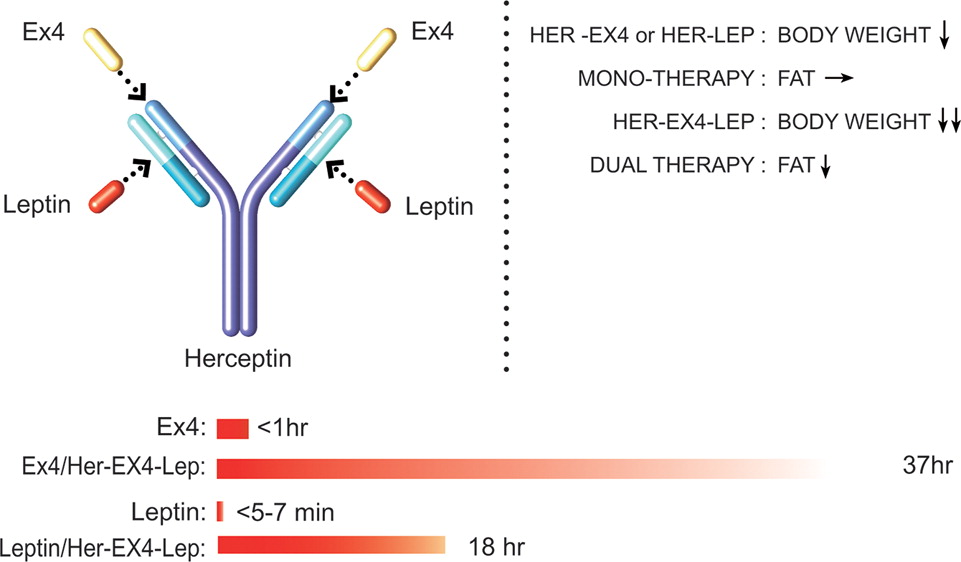 Ex4
Ex4
Leptin
Leptin
Herceptin
HER -EX4 or HER-LEP : BODY WEIGHT ↓
MONO-THERAPY : FAT →
HER-EX4-LEP : BODY WEIGHT ↓↓
DUAL THERAPY : FAT ↓
Ex4: <1hr
Ex4/Her-EX4-Lep: 37hr
Leptin: <5-7 min
Leptin/Her-EX4-Lep: 18 hr